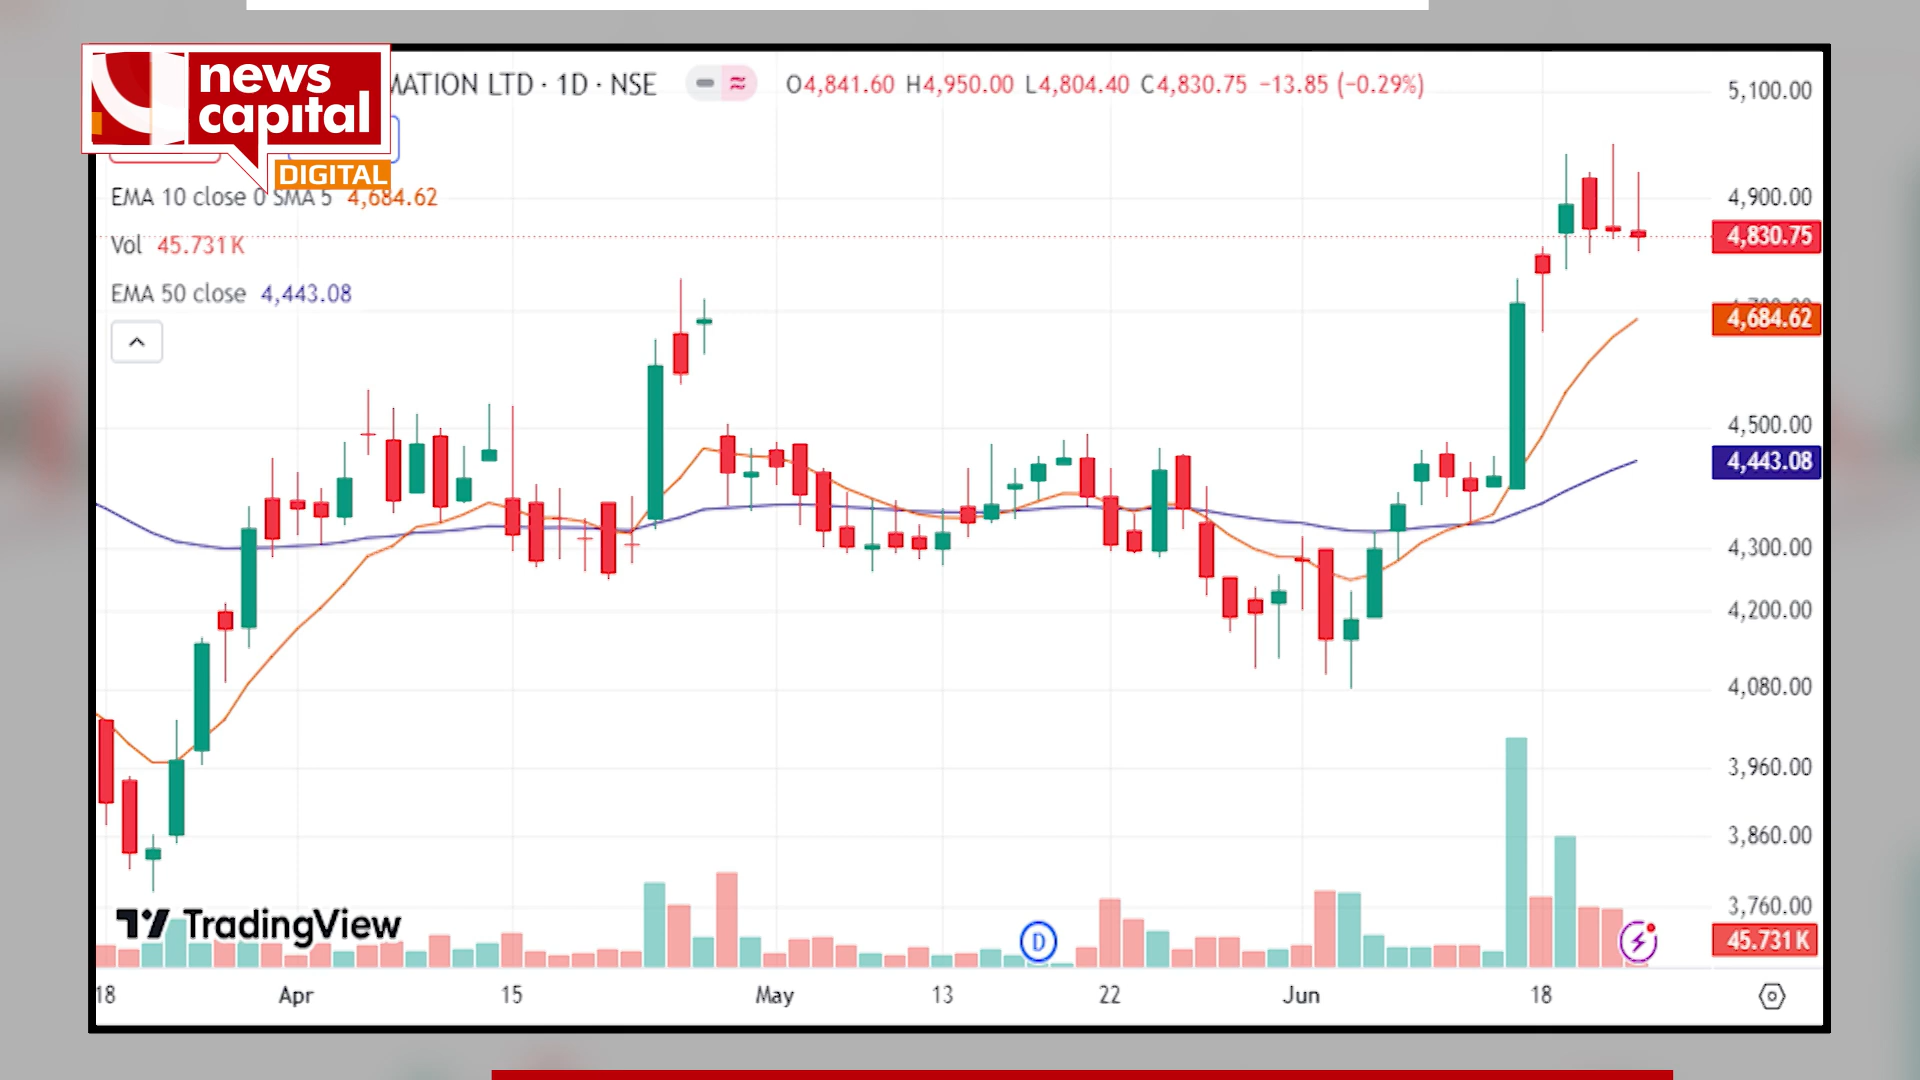 news
capital
DIGITAL
MATION LTD · 1D · NSE
O4,841.60 H4,950.00 L4,804.40 C4,830.75 −13.85 (−0.29%)
EMA 10 close 0 SMA 5 4,684.62
Vol 45.731K
EMA 50 close 4,443.08
5,100.00
4,900.00
4,830.75
4,700.00
4,684.62
4,500.00
4,443.08
4,300.00
4,200.00
4,080.00
3,960.00
3,860.00
3,760.00
45.731K
TradingView
D
18 Apr 15 May 13 22 Jun 18